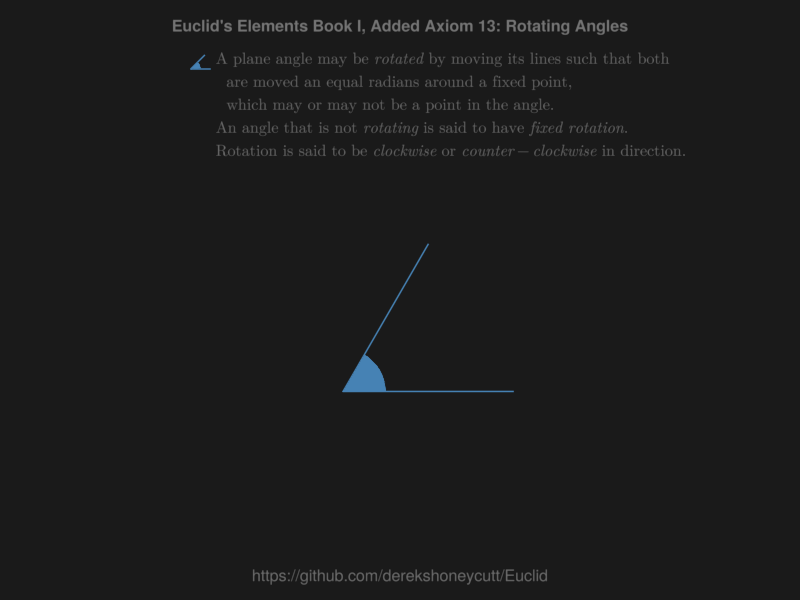 Euclid's Elements Book I, Added Axiom 13: Rotating Angles
A plane angle may be rotated by moving its lines such that both
are moved an equal radians around a fixed point,
which may or may not be a point in the angle.
An angle that is not rotating is said to have fixed rotation.
Rotation is said to be clockwise or counter − clockwise in direction.
https://github.com/derekshoneycutt/Euclid